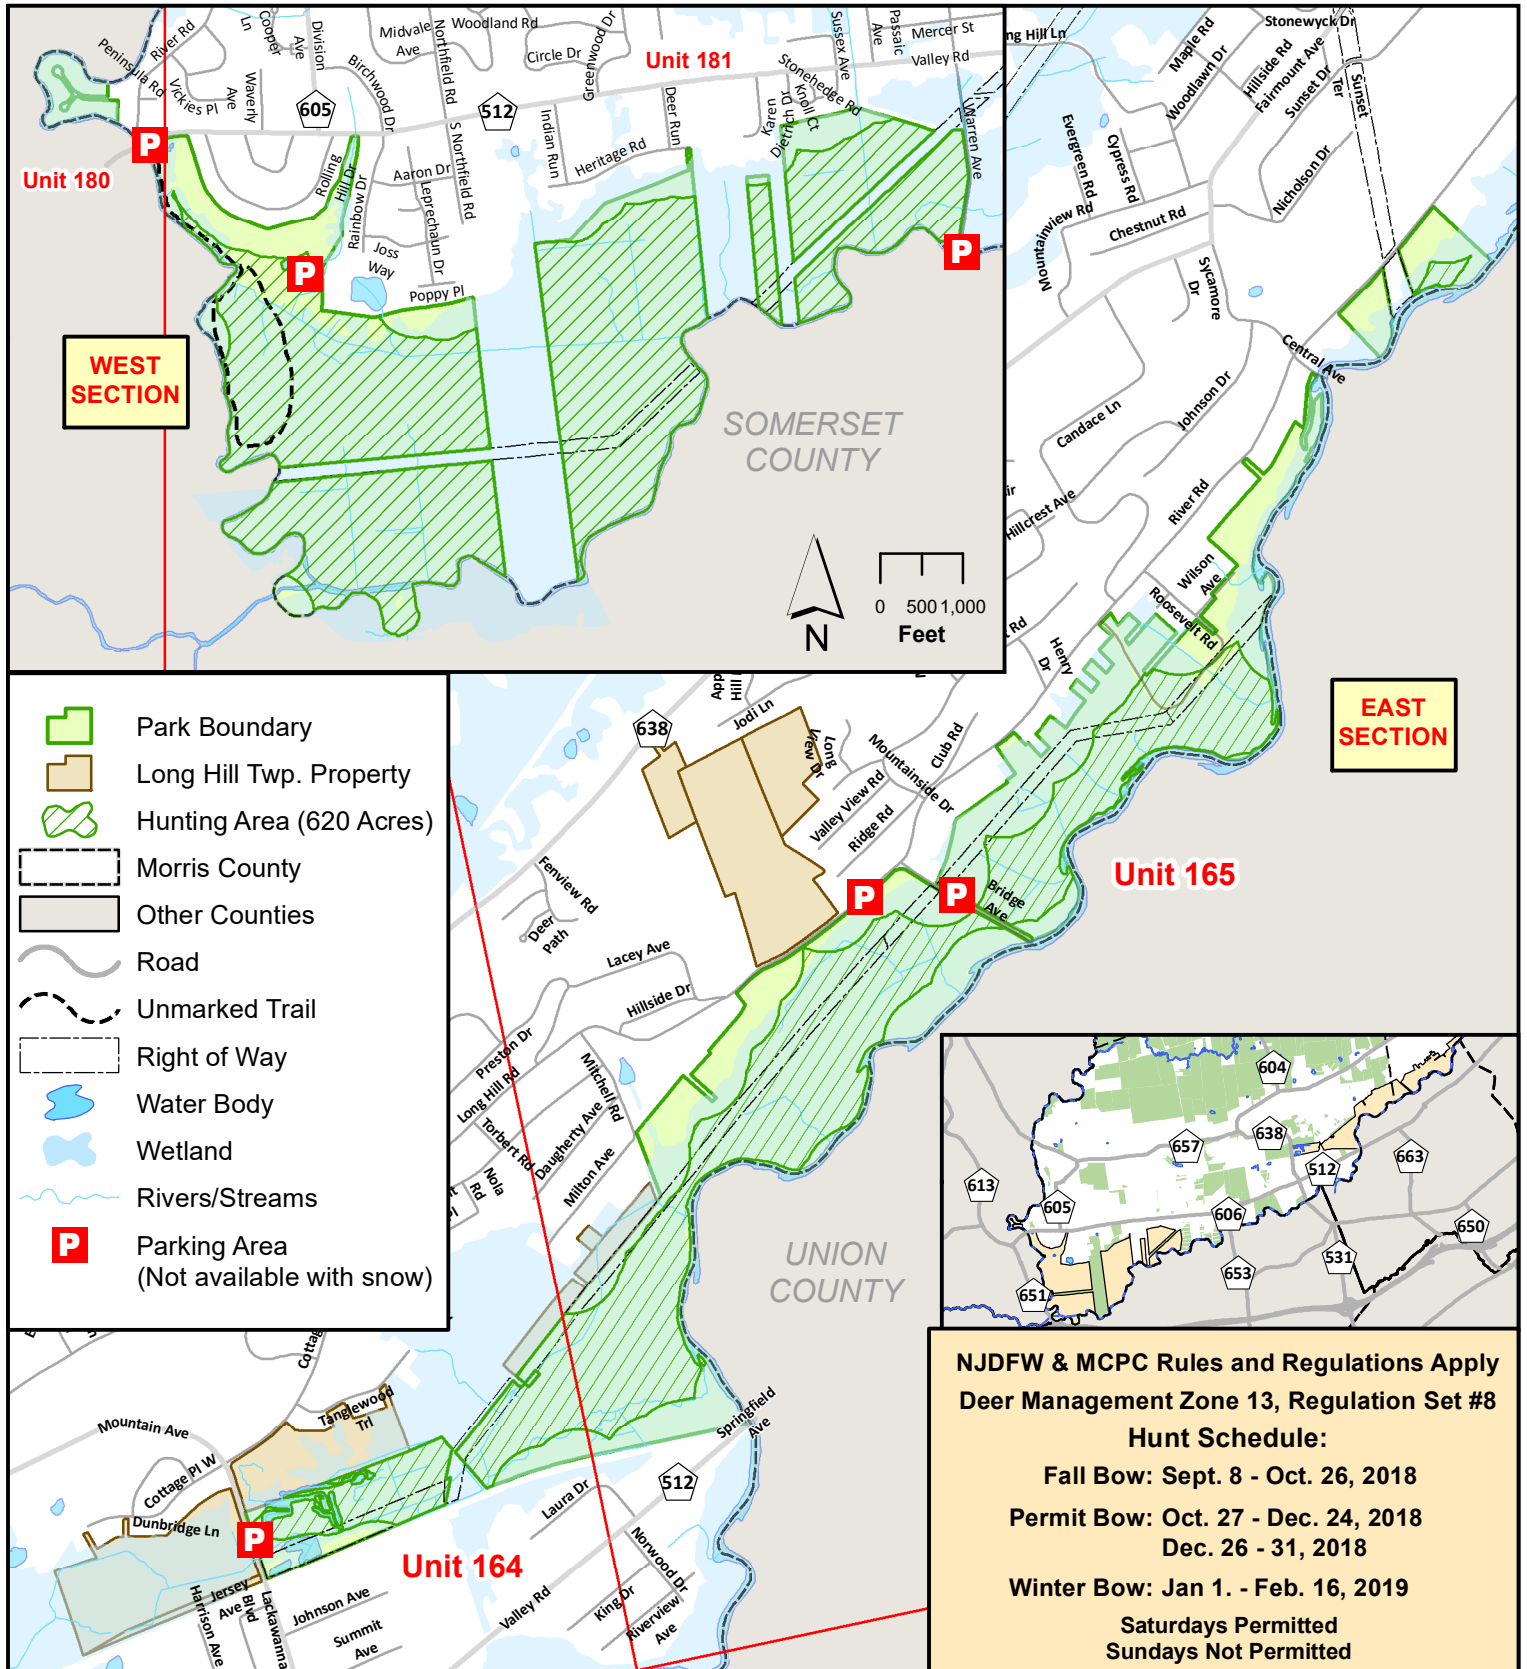 Peninsula Rd
River Rd
Ln
Cooper
Ave
Division
Midvale
Ave
Woodland Rd
Northfield Rd
Circle Dr
Greenwood Dr
Unit 181
Sussex Ave
Passaic
Ave
Mercer St
Valley Rd
Vickies Pl
Ave
Waverly
605
Birchwood Dr
512
Indian Run
Deer Run
Heritage Rd
Karen
Dietrich Dr
Knoll Ct
Stonehedge Rd
Warren Ave
P
Unit 180
Rolling
Hill Dr
Rainbow Dr
Aaron Dr
Leprechaun Dr
S Northfield Rd
Joss
Way
Poppy Pl
P
P
WEST
SECTION
SOMERSET
COUNTY
N
0 500 1,000
Feet
ng Hill Ln
Maple Rd
Stonewyck Dr
Woodlawn Dr
Hillside Rd
Fairmount Ave
Sunset Dr
Ter
Sunset
Evergreen Rd
Cypress Rd
Nicholson Dr
Mountainview Rd
Chestnut Rd
Sycamore
Dr
Central Ave
Candace Ln
Johnson Dr
ir
Hillcrest Ave
River Rd
Wilson
Ave
Roosevelt Rd
t Rd
Henry
Dr
EAST
SECTION
Park Boundary
Long Hill Twp. Property
Hunting Area (620 Acres)
Morris County
Other Counties
Road
Unmarked Trail
Right of Way
Water Body
Wetland
Rivers/Streams
P
Parking Area
(Not available with snow)
638
App
Hill
Jodi Ln
Long
View Dr
Mountainside Dr
Club Rd
Valley View Rd
Ridge Rd
P
P
Bridge
Ave
Unit 165
Fenview Rd
Deer
Path
Lacey Ave
Hillside Dr
Preston Dr
Long Hill Rd
Mitchell Rd
Torbert Rd
Daugherty Ave
Nola
Rd
Milton Ave
UNION
COUNTY
604
638
657
512
663
613
605
606
650
651
653
531
Cottag
Tanglewood
Trl
Mountain Ave
Cottage Pl W
Dunbridge Ln
P
Springfield
Ave
512
Laura Dr
Unit 164
Norwood Dr
King Dr
Riverview
Ave
Valley Rd
Jersey
Ave
Harrison Ave
Blvd
Lackawanna
Johnson Ave
Summit
Ave
NJDFW & MCPC Rules and Regulations Apply
Deer Management Zone 13, Regulation Set #8
Hunt Schedule:
Fall Bow: Sept. 8 - Oct. 26, 2018
Permit Bow: Oct. 27 - Dec. 24, 2018
Dec. 26 - 31, 2018
Winter Bow: Jan 1. - Feb. 16, 2019
Saturdays Permitted
Sundays Not Permitted